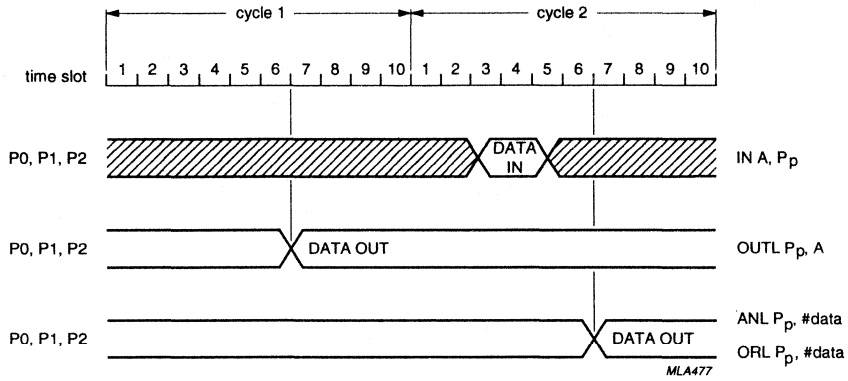 cycle 1 cycle 2
time slot 1 2 3 4 5 6 7 8 9 10 1 2 3 4 5 6 7 8 9 10
P0, P1, P2 DATA IN IN A, Pp
P0, P1, P2 DATA OUT OUTL Pp, A
ANL Pp, #data
P0, P1, P2 DATA OUT
ORL Pp, #data
MLA477